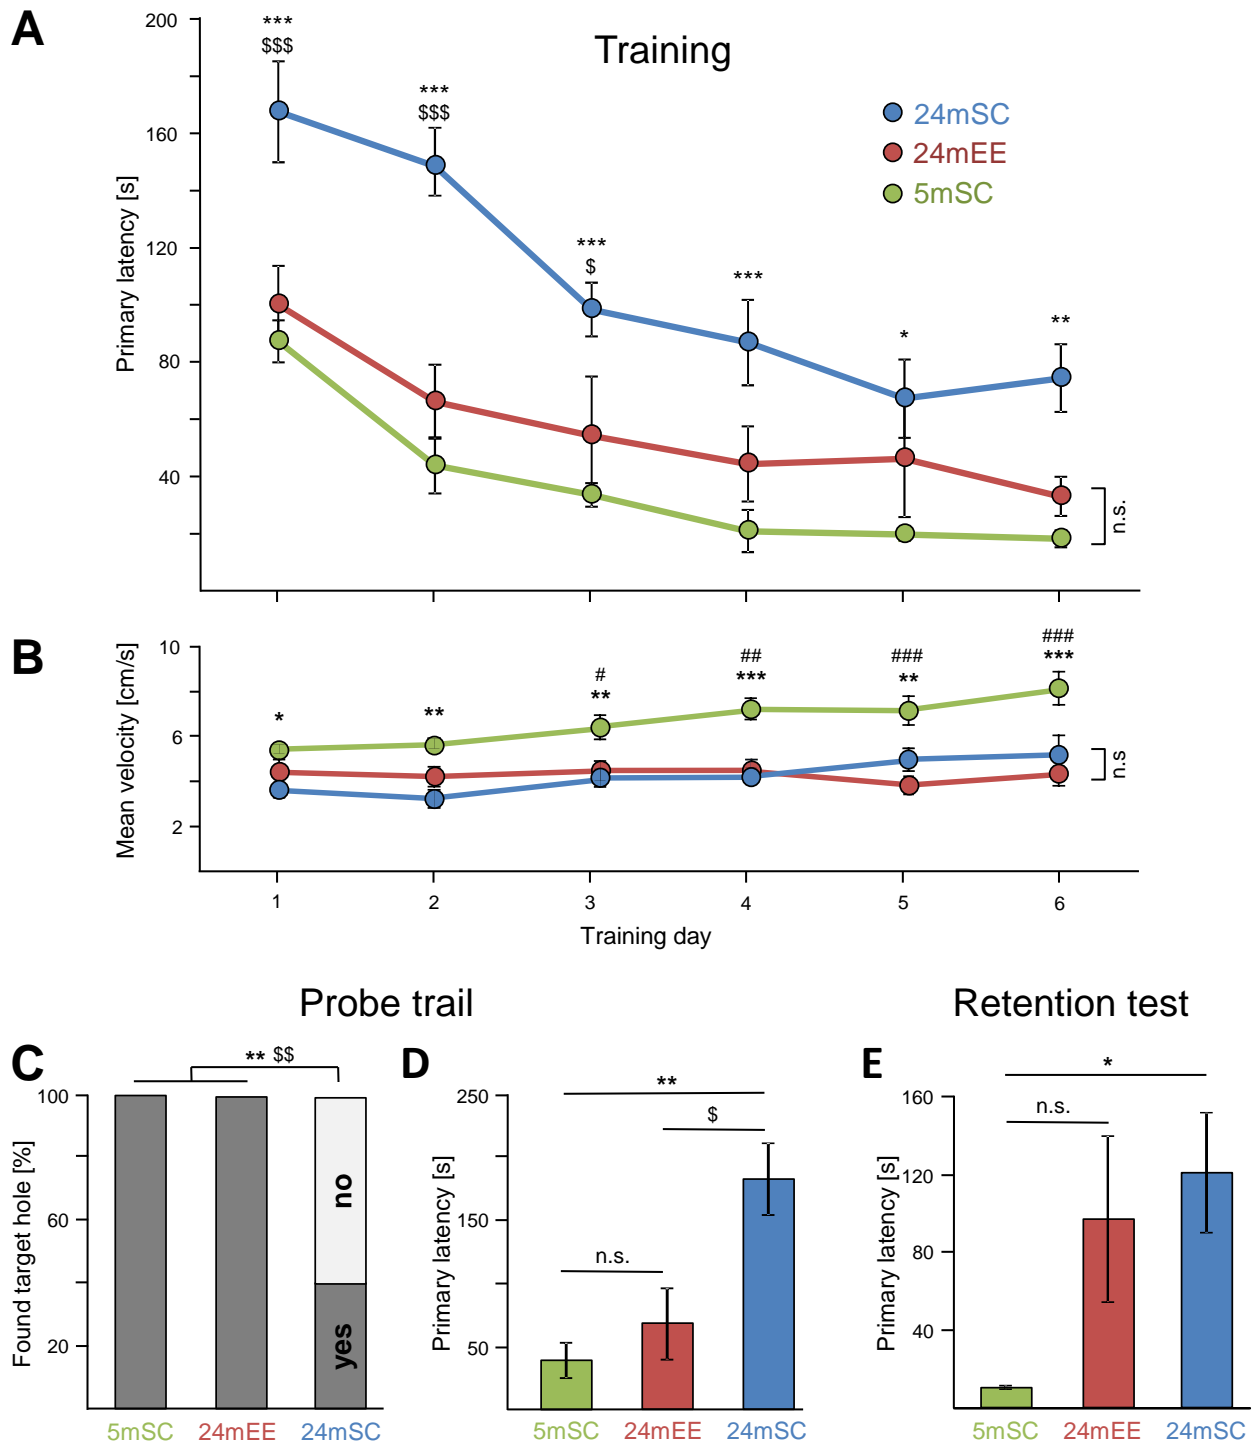 A
Training
200
160
120
80
40
Primary latency [s]
***
$$$
***
$$$
***
$
***
*
**
24mSC
24mEE
5mSC
n.s.
B
10
6
2
Mean velocity [cm/s]
*
**
#
**
##
***
###
**
###
***
n.s
1 2 3 4 5 6
Training day
Probe trail
Retention test
C
** $$
100
60
20
Found target hole [%]
no
yes
5mSC 24mEE 24mSC
D
**
$
n.s.
250
150
50
Primary latency [s]
5mSC 24mEE 24mSC
E
*
n.s.
160
120
80
40
Primary latency [s]
5mSC 24mEE 24mSC